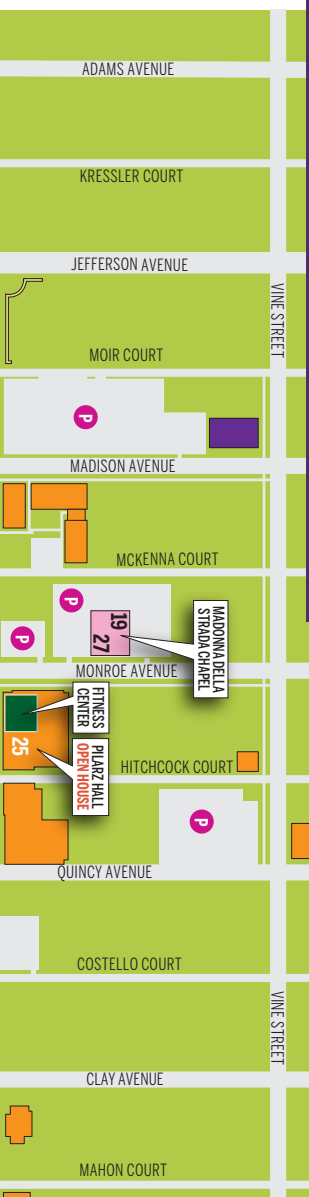 ADAMS AVENUE
KRESSLER COURT
JEFFERSON AVENUE
VINE STREET
MOIR COURT
P
MADISON AVENUE
MCKENNA COURT
P
19
27
MADONNA DELLA
STRADA CHAPEL
P
MONROE AVENUE
FITNESS
CENTER
25
PILARZ HALL
OPEN HOUSE
HITCHCOCK COURT
P
QUINCY AVENUE
COSTELLO COURT
VINE STREET
CLAY AVENUE
MAHON COURT